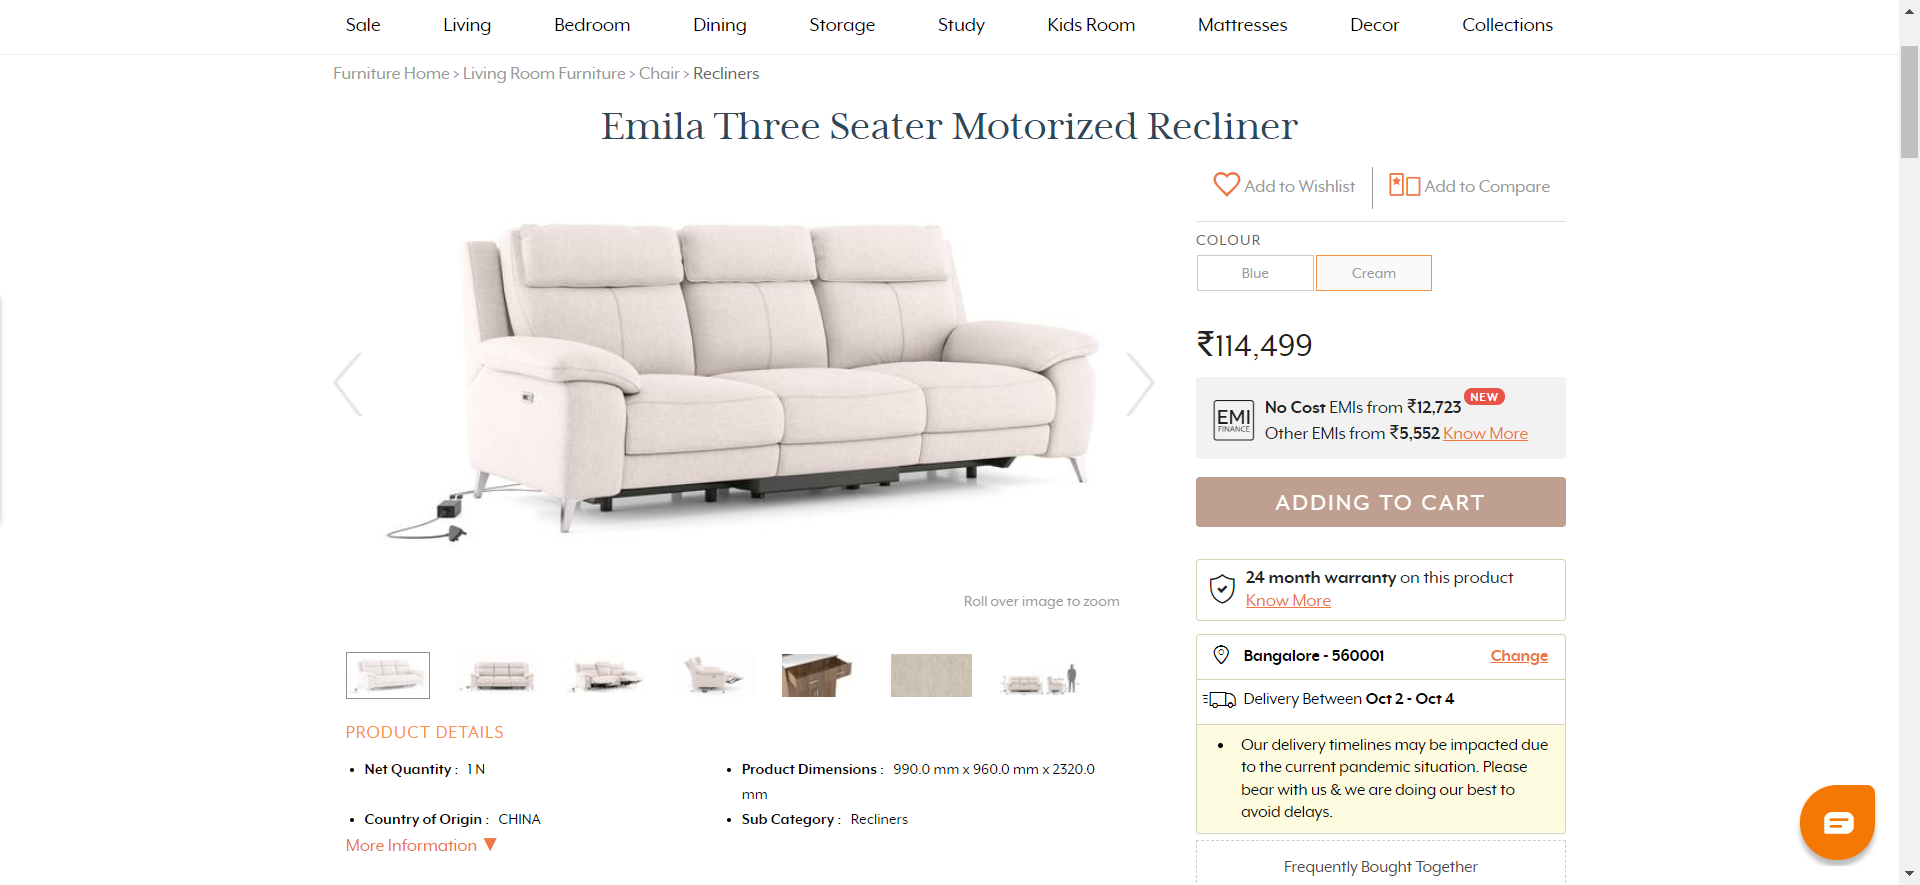 Sale Living Bedroom Dining Storage Study Kids Room Mattresses Decor Collections
Furniture Home > Living Room Furniture > Chair > Recliners
Emila Three Seater Motorized Recliner
Add to Wishlist Add to Compare
COLOUR
Blue Cream
₹114,499
EMI FINANCE
No Cost EMIs from ₹12,723 NEW
Other EMIs from ₹5,552 Know More
ADDING TO CART
24 month warranty on this product
Know More
Roll over image to zoom
Bangalore - 560001 Change
Delivery Between Oct 2 - Oct 4
• Our delivery timelines may be impacted due
to the current pandemic situation. Please
bear with us & we are doing our best to
avoid delays.
Frequently Bought Together
PRODUCT DETAILS
• Net Quantity : 1 N
• Product Dimensions : 990.0 mm x 960.0 mm x 2320.0
mm
• Country of Origin : CHINA
• Sub Category : Recliners
More Information ▼